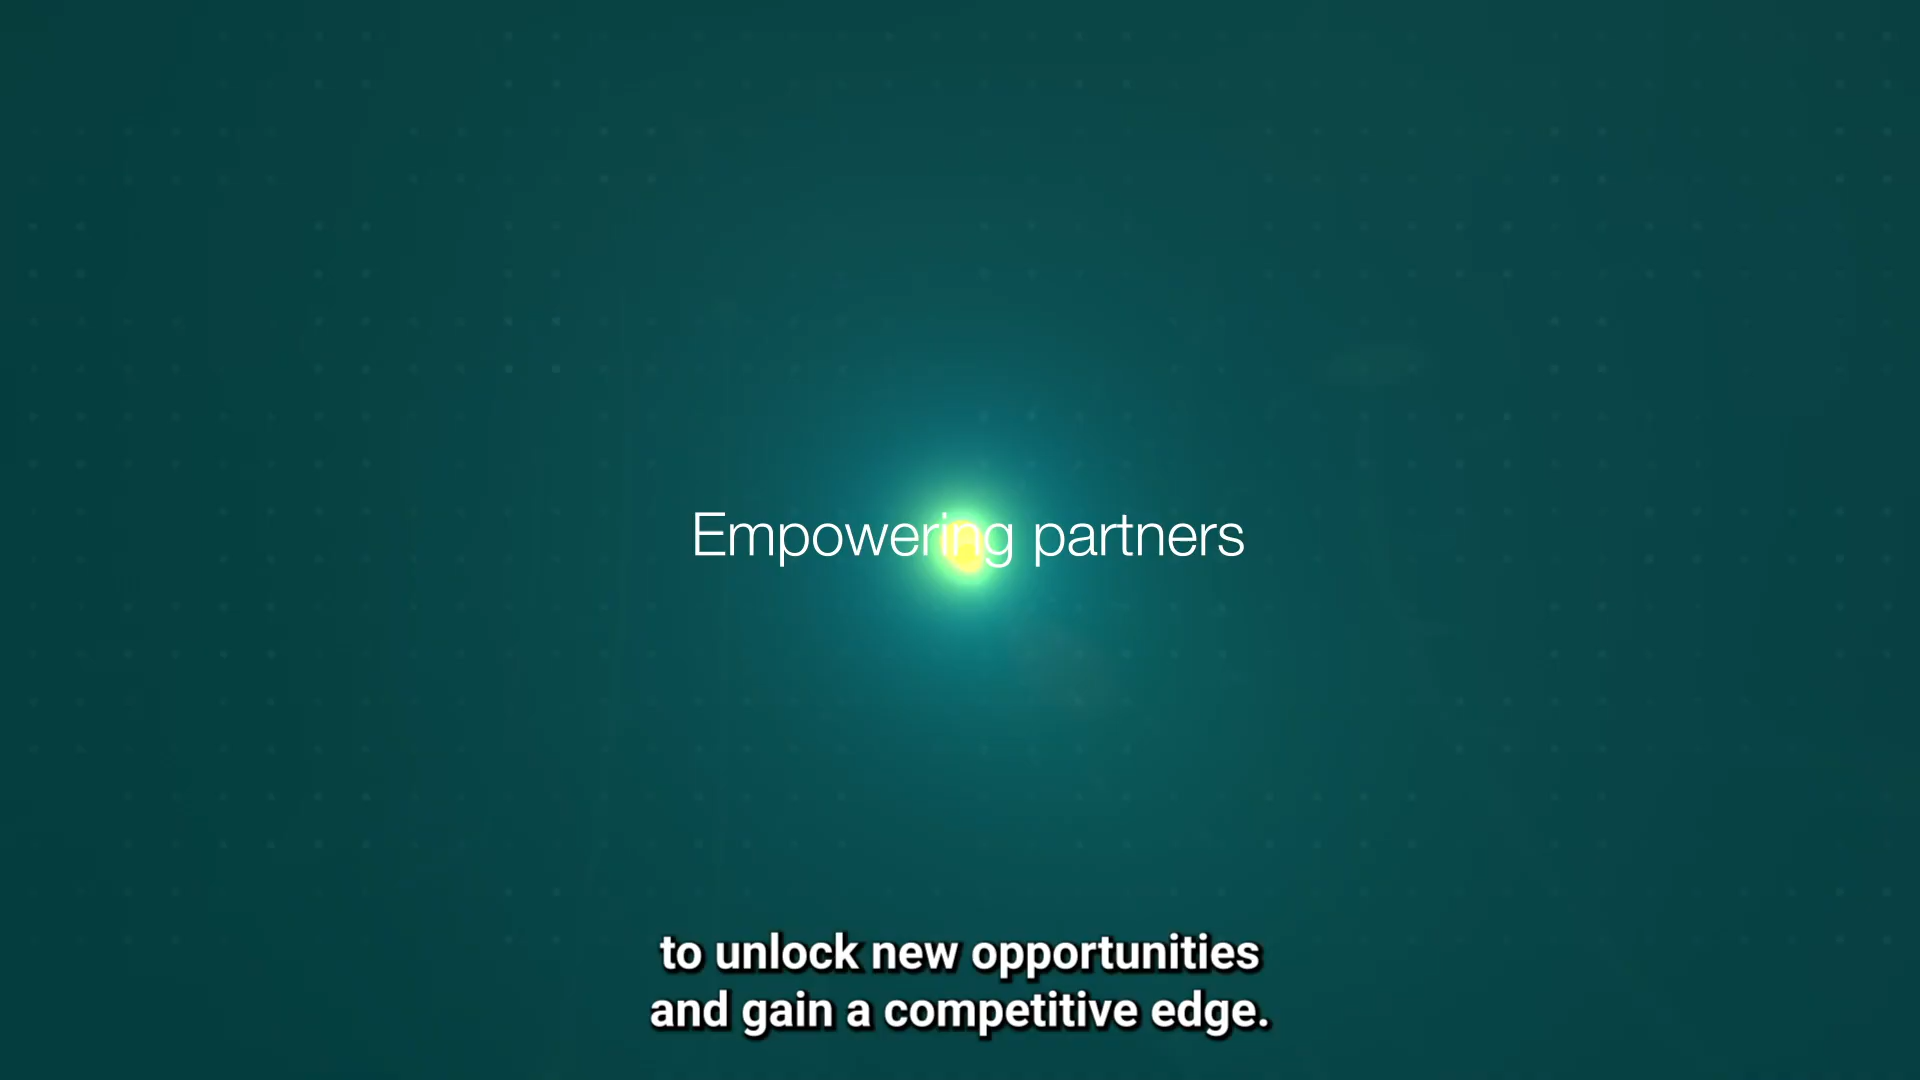 Empowering partners
to unlock new opportunities
and gain a competitive edge.